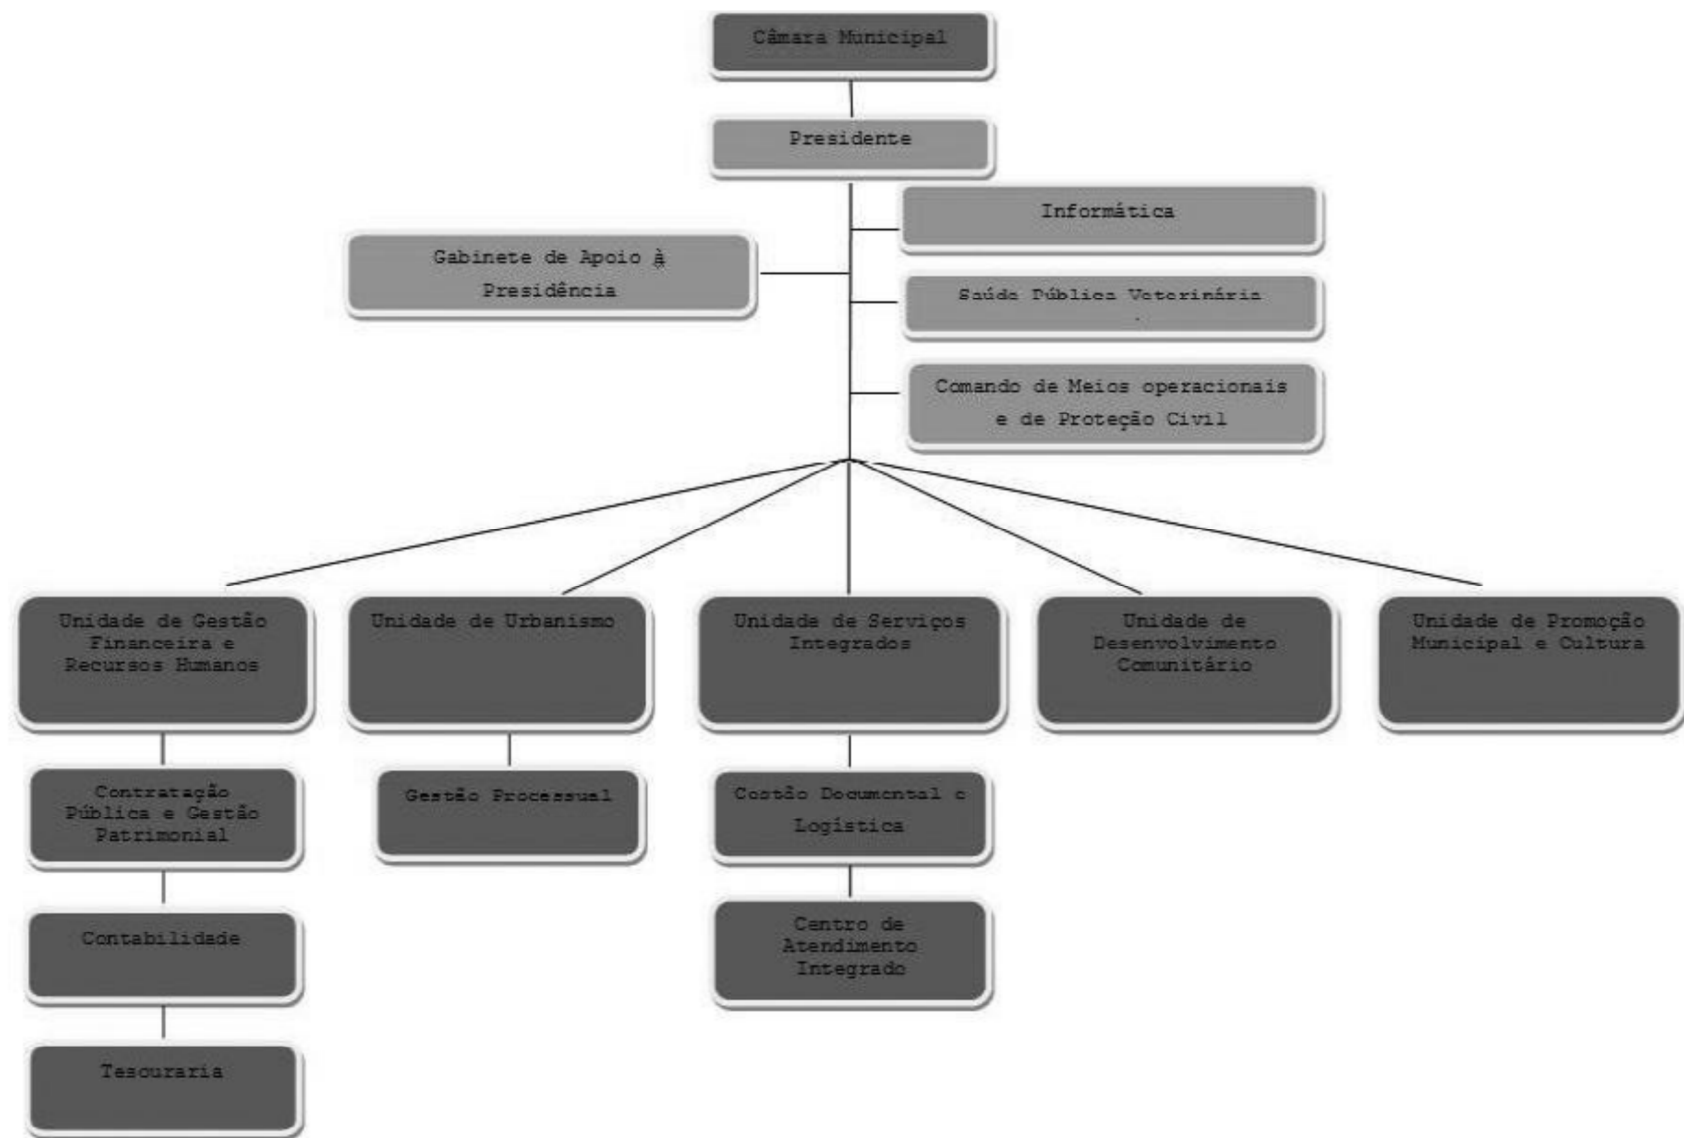 Câmara Municipal
Presidente
Informática
Gabinete de Apoio à
Presidência
Saúde Pública Veterinária
Comando de Meios operacionais
e de Proteção Civil
Unidade de Gestão
Financeira e
Recursos Humanos
Unidade de Urbanismo
Unidade de Serviços
Integrados
Unidade de
Desenvolvimento
Comunitário
Unidade de Promoção
Municipal e Cultura
Contratação
Pública e Gestão
Patrimonial
Gestão Processual
Gestão Documental e
Logística
Contabilidade
Centro de
Atendimento
Integrado
Tesouraria